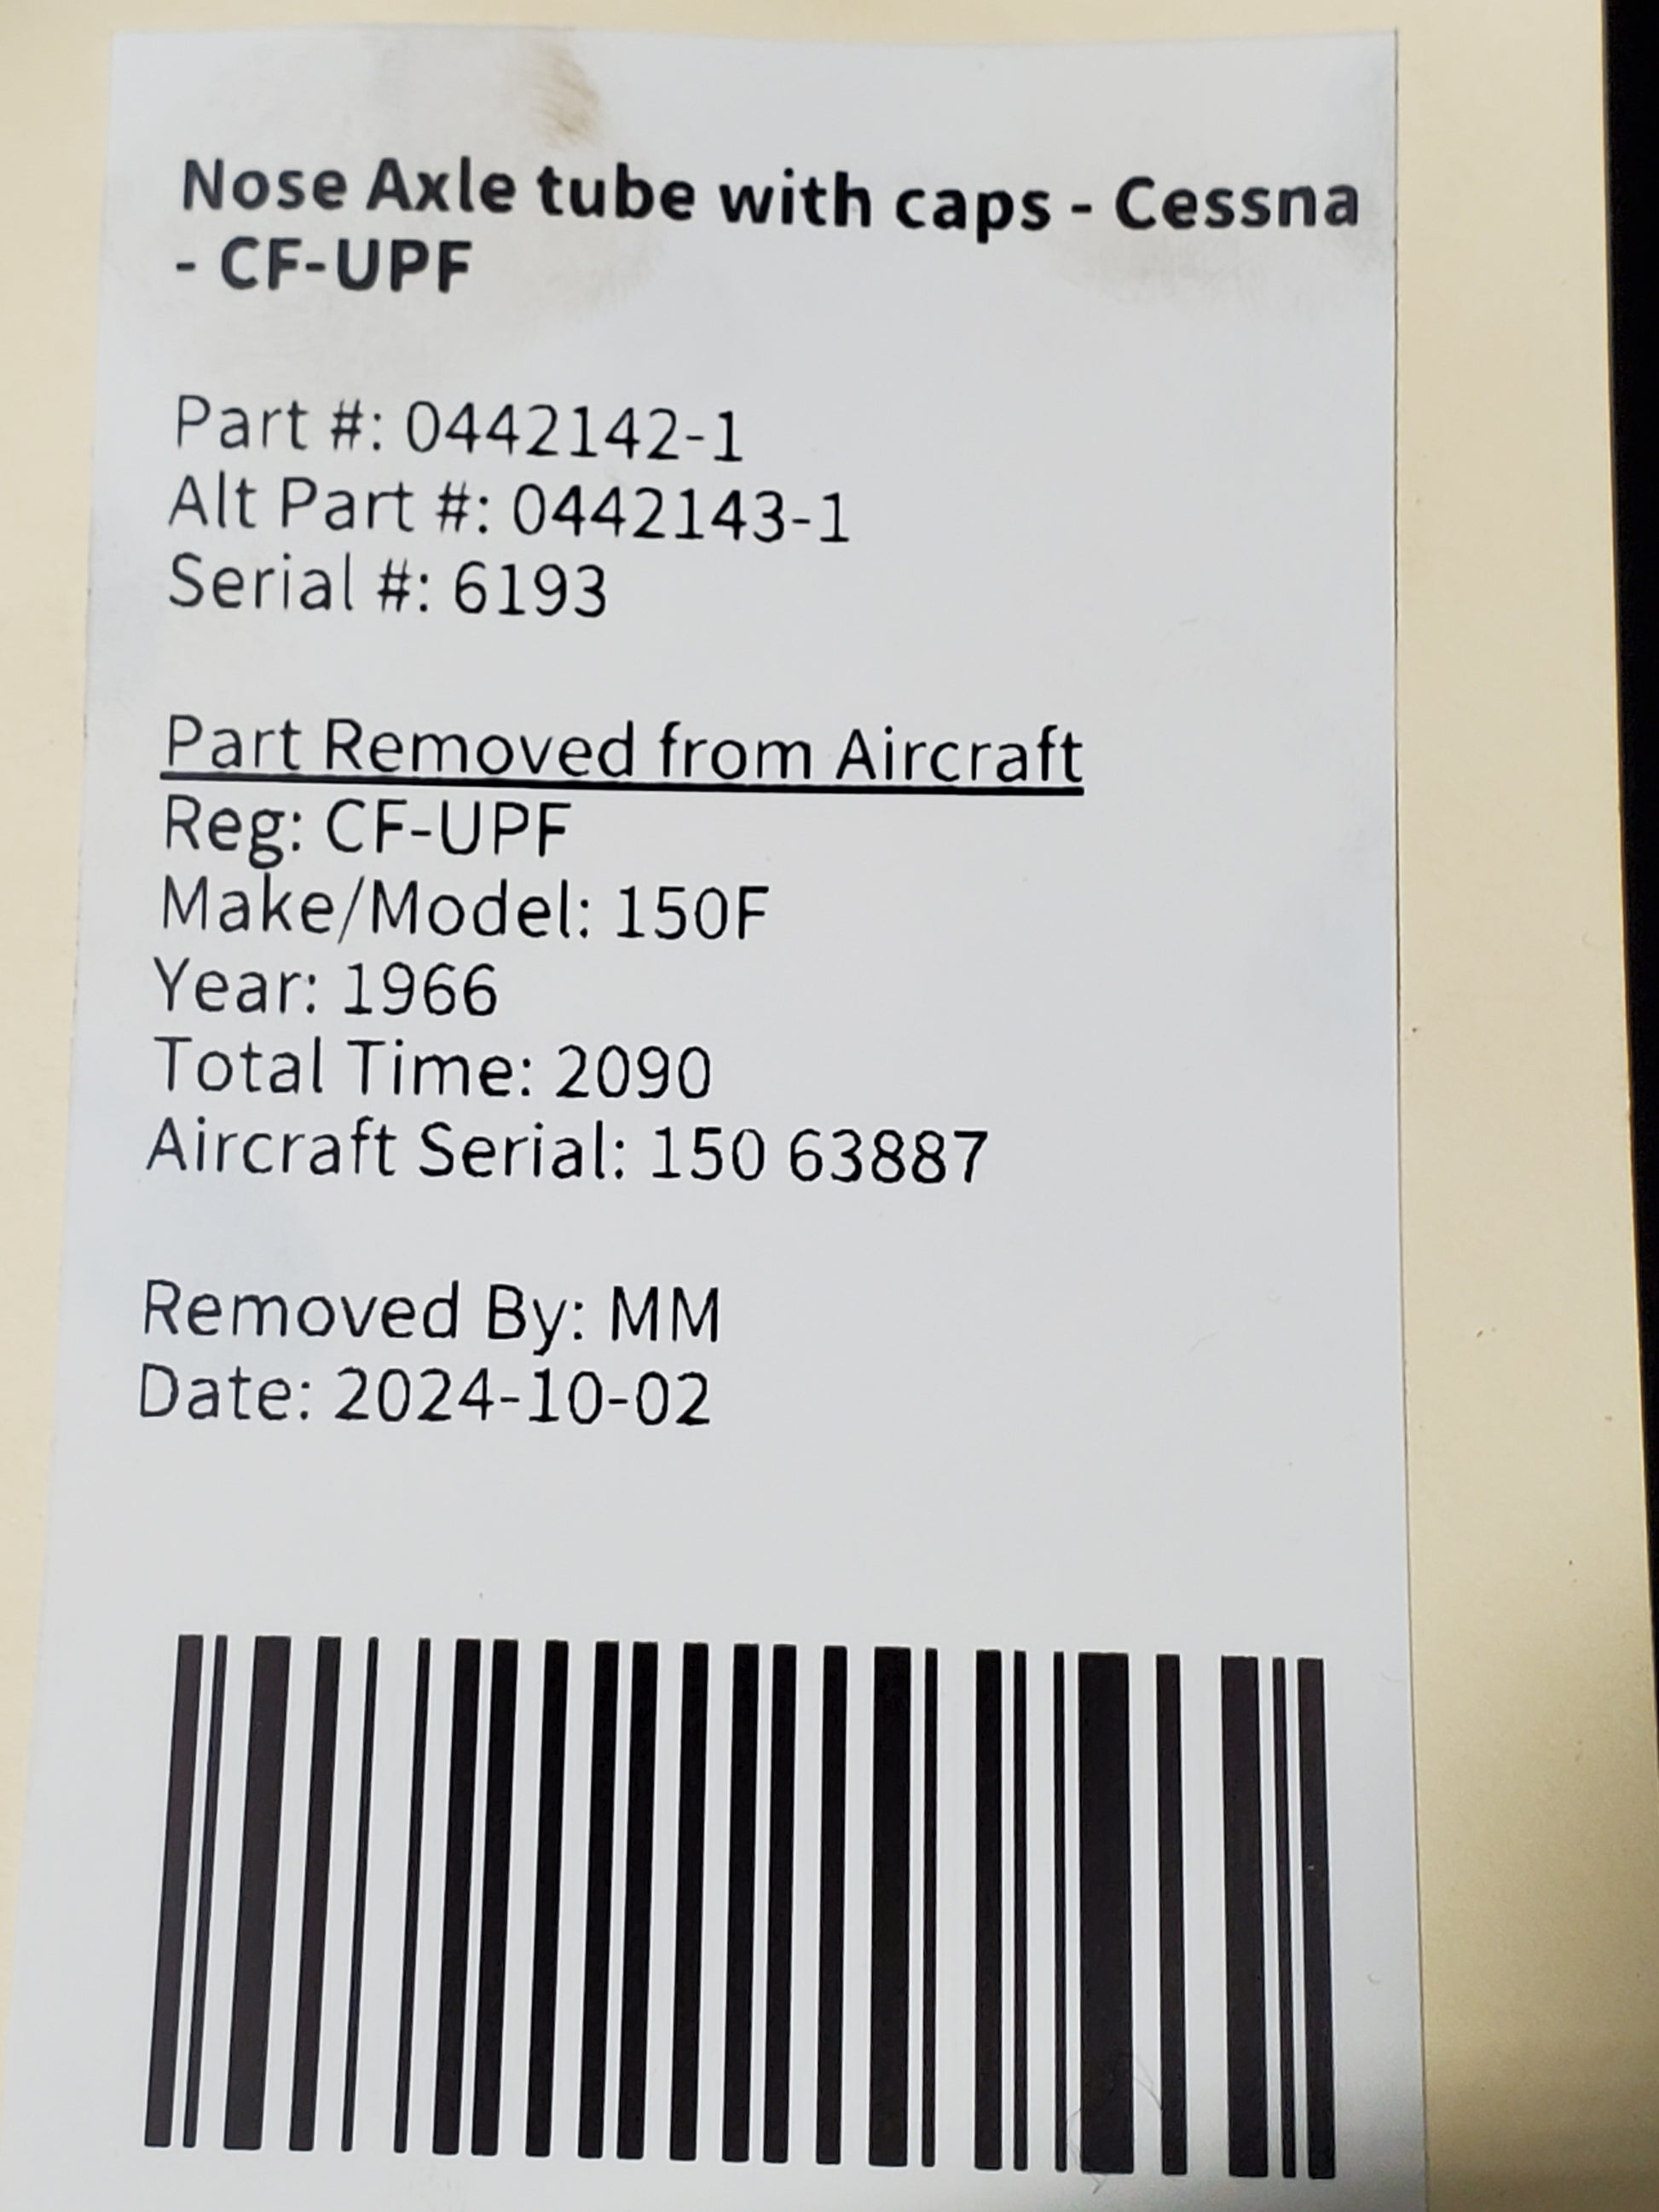 Nose Axle tube with caps - Cessna
- CF-UPF
Part #: 0442142-1
Alt Part #: 0442143-1
Serial #: 6193
Part Removed from Aircraft
Reg: CF-UPF
Make/Model: 150F
Year: 1966
Total Time: 2090
Aircraft Serial: 150 63887
Removed By: MM
Date: 2024-10-02